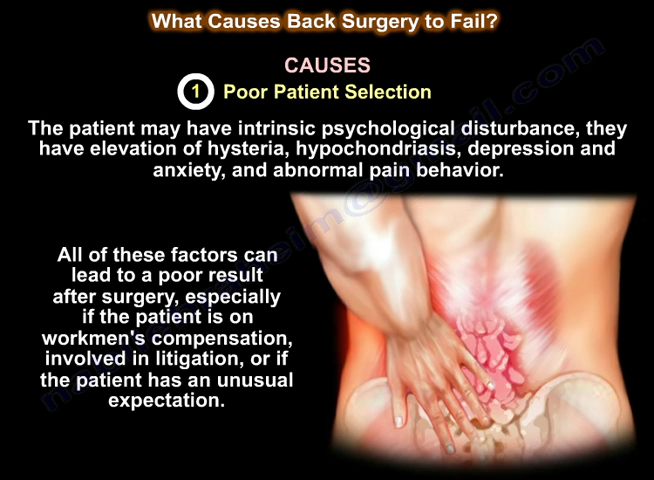 What Causes Back Surgery to Fail?
CAUSES
1 Poor Patient Selection
The patient may have intrinsic psychological disturbance, they
have elevation of hysteria, hypochondriasis, depression and
anxiety, and abnormal pain behavior.
All of these factors can
lead to a poor result
after surgery, especially
if the patient is on
workmen's compensation,
involved in litigation, or if
the patient has an unusual
expectation.